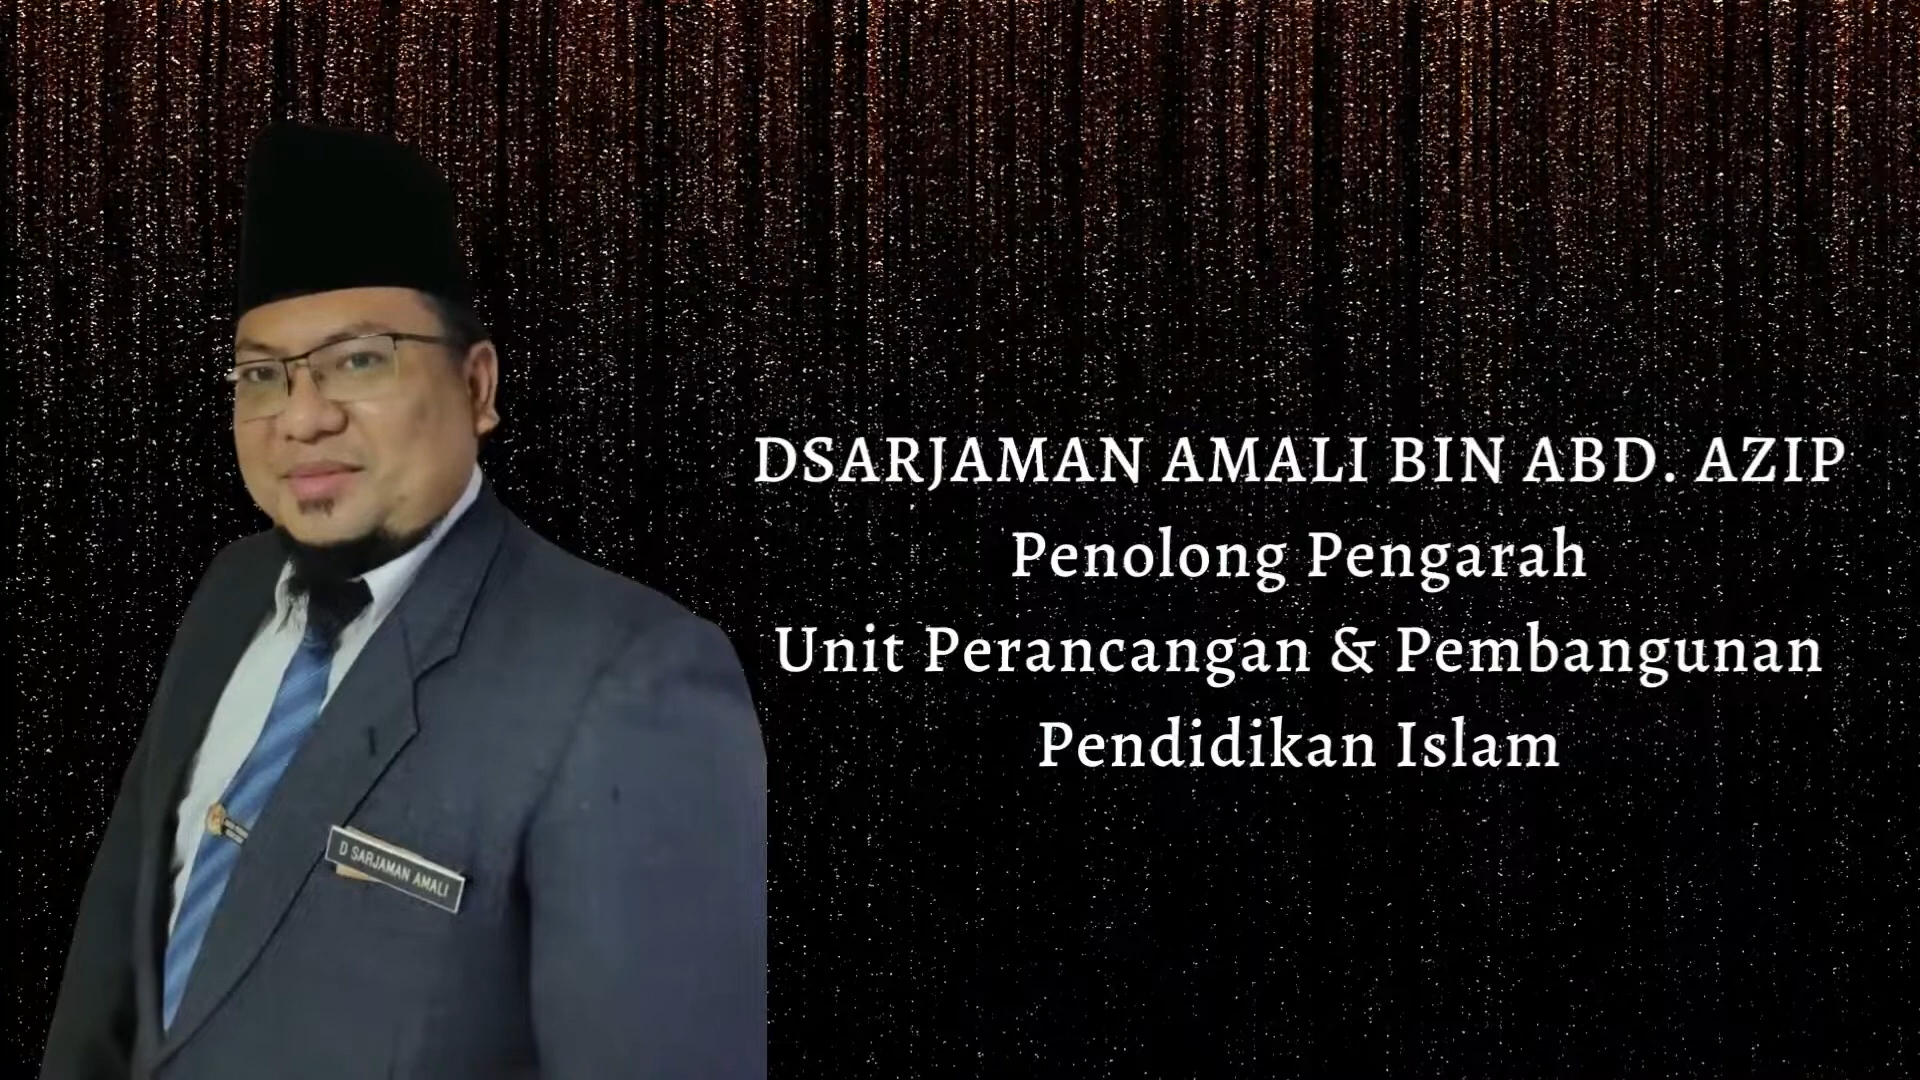 DSARJAMAN AMALI BIN ABD. AZIP
Penolong Pengarah
Unit Perancangan & Pembangunan
Pendidikan Islam
D SARJAMAN AMALI